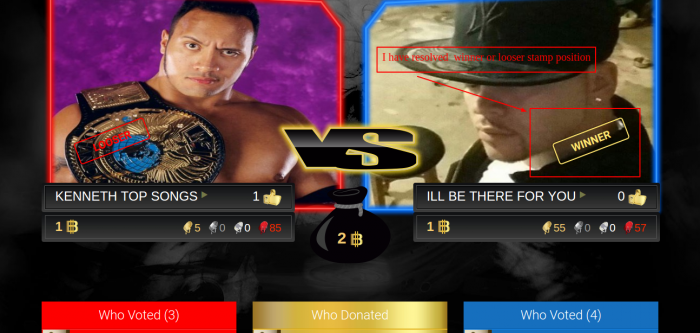 I have resolved winner or looser stamp position
LOSER
WINNER
VS
KENNETH TOP SONGS 1
ILL BE THERE FOR YOU 0
1 5 0 0 85
2
1 55 0 0 57
Who Voted (3)
Who Donated
Who Voted (4)